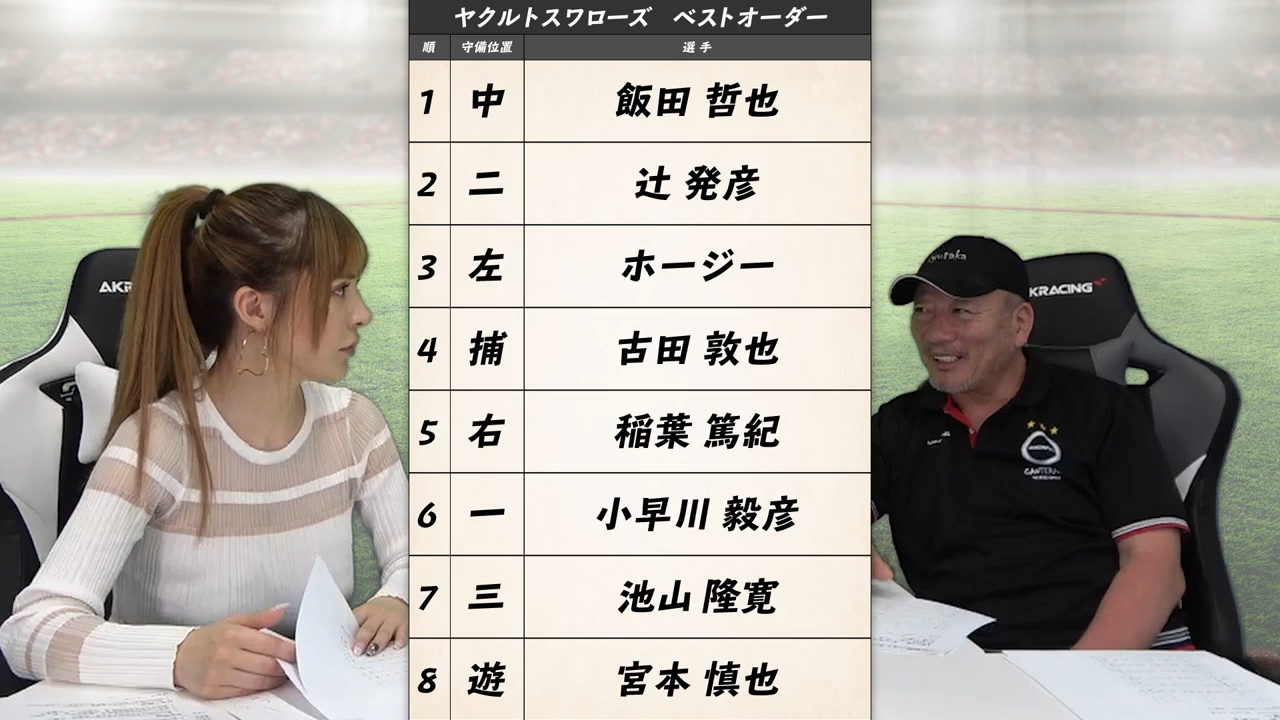 ヤクルトスワローズ ベストオーダー
順 守備位置 選手
1 中 飯田 哲也
2 二 辻 発彦
3 左 ホージー
4 捕 古田 敦也
5 右 稲葉 篤紀
6 一 小早川 毅彦
7 三 池山 隆寛
8 遊 宮本 慎也
KRACING